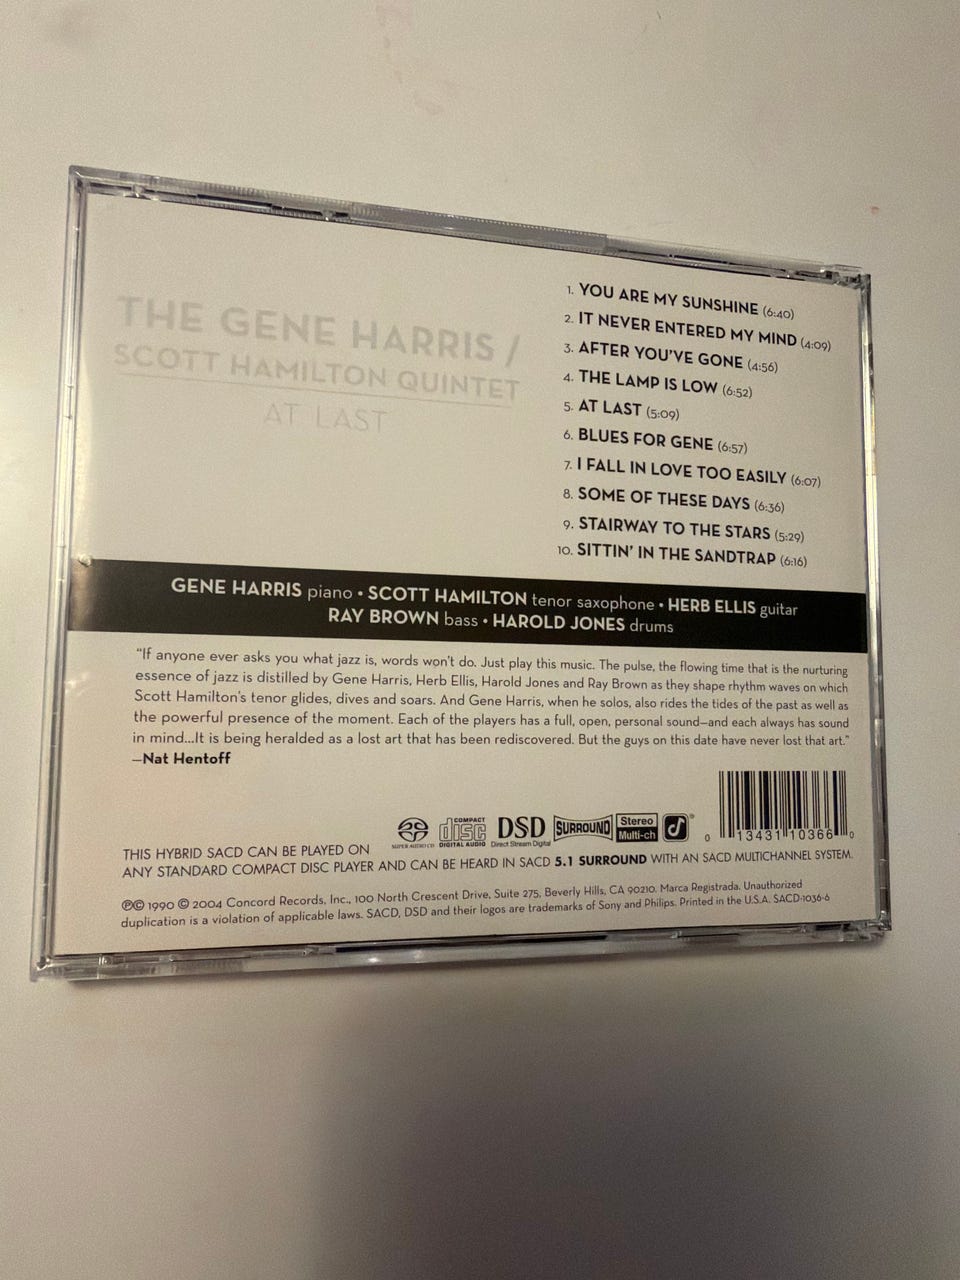 THE GENE HARRIS /
SCOTT HAMILTON QUINTET
AT LAST
1. YOU ARE MY SUNSHINE (6:40)
2. IT NEVER ENTERED MY MIND (4:09)
3. AFTER YOU'VE GONE (4:56)
4. THE LAMP IS LOW (6:52)
5. AT LAST (5:09)
6. BLUES FOR GENE (6:57)
7. I FALL IN LOVE TOO EASILY (6:07)
8. SOME OF THESE DAYS (6:36)
9. STAIRWAY TO THE STARS (5:29)
10. SITTIN' IN THE SANDTRAP (6:16)
GENE HARRIS piano • SCOTT HAMILTON tenor saxophone • HERB ELLIS guitar
RAY BROWN bass • HAROLD JONES drums
"If anyone ever asks you what jazz is, words won't do. Just play this music. The pulse, the flowing time that is the nurturing
essence of jazz is distilled by Gene Harris, Herb Ellis, Harold Jones and Ray Brown as they shape rhythm waves on which
Scott Hamilton's tenor glides, dives and soars. And Gene Harris, when he solos, also rides the tides of the past as well as
the powerful presence of the moment. Each of the players has a full, open, personal sound—and each always has sound
in mind...It is being heralded as a lost art that has been rediscovered. But the guys on this date have never lost that art."
—Nat Hentoff
SUPER AUDIO CD
COMPACT disc DIGITAL AUDIO
DSD Direct Stream Digital
SURROUND
Stereo
Multi-ch
®
0 13431 10366 0
THIS HYBRID SACD CAN BE PLAYED ON
ANY STANDARD COMPACT DISC PLAYER AND CAN BE HEARD IN SACD 5.1 SURROUND WITH AN SACD MULTICHANNEL SYSTEM.
℗© 1990 © 2004 Concord Records, Inc., 100 North Crescent Drive, Suite 275, Beverly Hills, CA 90210. Marca Registrada. Unauthorized
duplication is a violation of applicable laws. SACD, DSD and their logos are trademarks of Sony and Philips. Printed in the U.S.A. SACD-1036-6